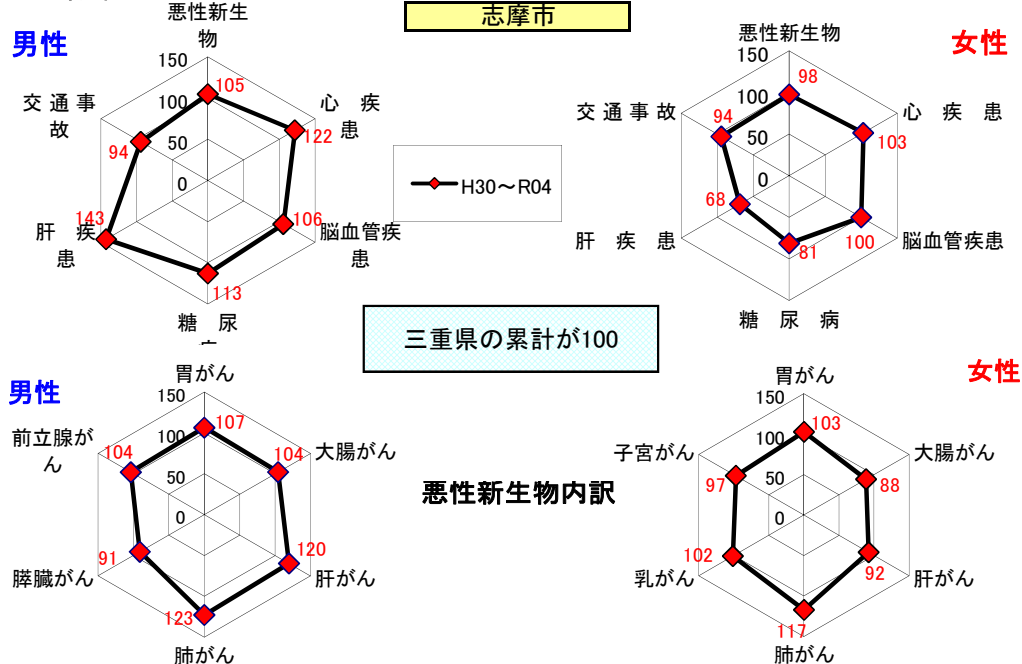 志摩市
男性
悪性新生
物
150
100
50
0
105
心　疾
患
122
脳血管疾
患
106
糖　尿
113
肝　疾
患
143
交 通 事
故
94
H30～R04
女性
悪性新生物
150
100
50
0
98
心　疾　患
103
脳血管疾患
100
糖　尿　病
81
肝　疾　患
68
交 通 事 故
94
三重県の累計が100
男性
胃がん
150
100
50
0
107
大腸がん
104
肝がん
120
肺がん
123
膵臓がん
91
前立腺が
ん
104
悪性新生物内訳
女性
胃がん
150
100
50
0
103
大腸がん
88
肝がん
92
肺がん
117
乳がん
102
子宮がん
97